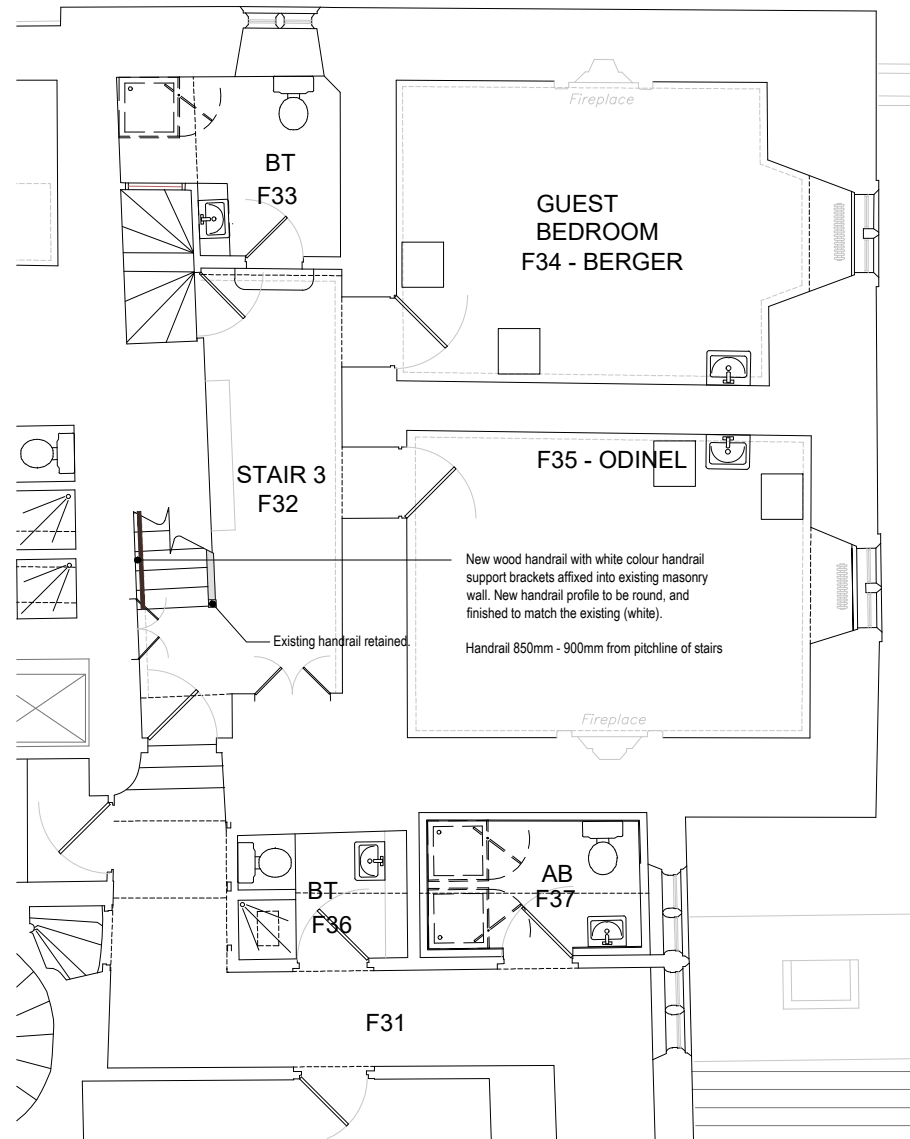 Fireplace
BT
F33
GUEST
BEDROOM
F34 - BERGER
F35 - ODINEL
STAIR 3
F32
New wood handrail with white colour handrail
support brackets affixed into existing masonry
wall. New handrail profile to be round, and
finished to match the existing (white).
Handrail 850mm - 900mm from pitchline of stairs
Existing handrail retained.
Fireplace
BT
F36
AB
F37
F31